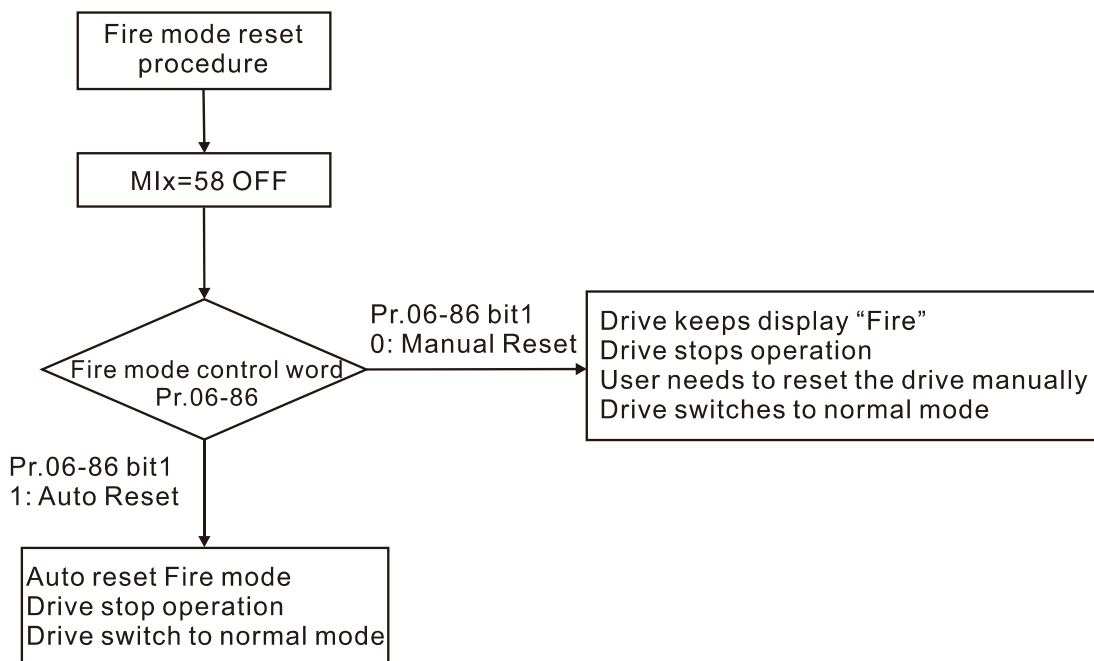 Fire mode reset
procedure
MIx=58 OFF
Fire mode control word
Pr.06-86
Pr.06-86 bit1
0: Manual Reset
Drive keeps display “Fire”
Drive stops operation
User needs to reset the drive manually
Drive switches to normal mode
Pr.06-86 bit1
1: Auto Reset
Auto reset Fire mode
Drive stop operation
Drive switch to normal mode